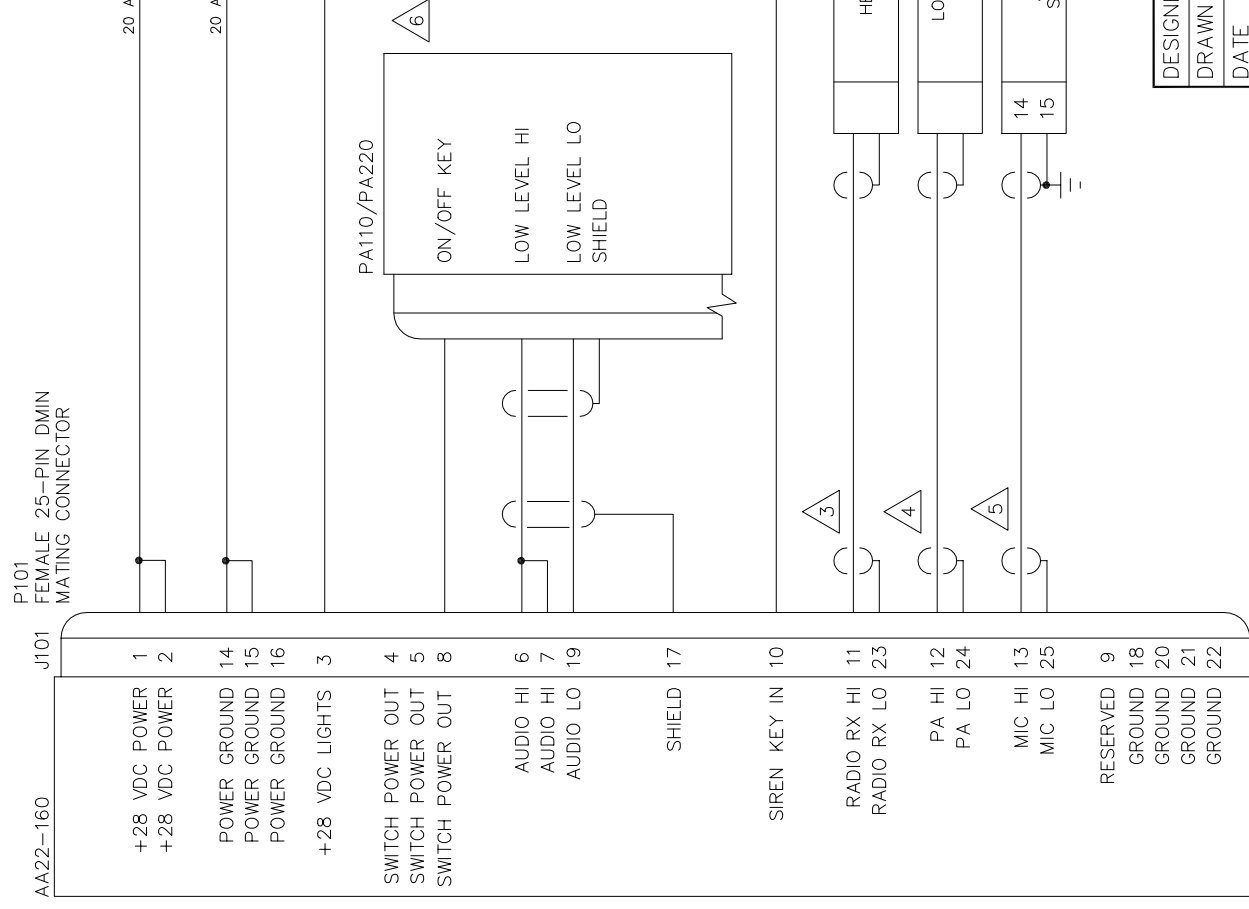 P101
FEMALE 25-PIN DMIN
MATING CONNECTOR
J101
AA22-160
+28 VDC POWER 1
+28 VDC POWER 2
POWER GROUND 14
POWER GROUND 15
POWER GROUND 16
+28 VDC LIGHTS 3
SWITCH POWER OUT 4
SWITCH POWER OUT 5
SWITCH POWER OUT 8
AUDIO HI 6
AUDIO HI 7
AUDIO LO 19
SHIELD 17
SIREN KEY IN 10
RADIO RX HI 11
RADIO RX LO 23
PA HI 12
PA LO 24
MIC HI 13
MIC LO 25
RESERVED 9
GROUND 18
GROUND 20
GROUND 21
GROUND 22
20 A
20 A
PA110/PA220
ON/OFF KEY
LOW LEVEL HI
LOW LEVEL LO
SHIELD
6
3
4
5
HE
LO
14
15
S
DESIGNE
DRAWN
DATE